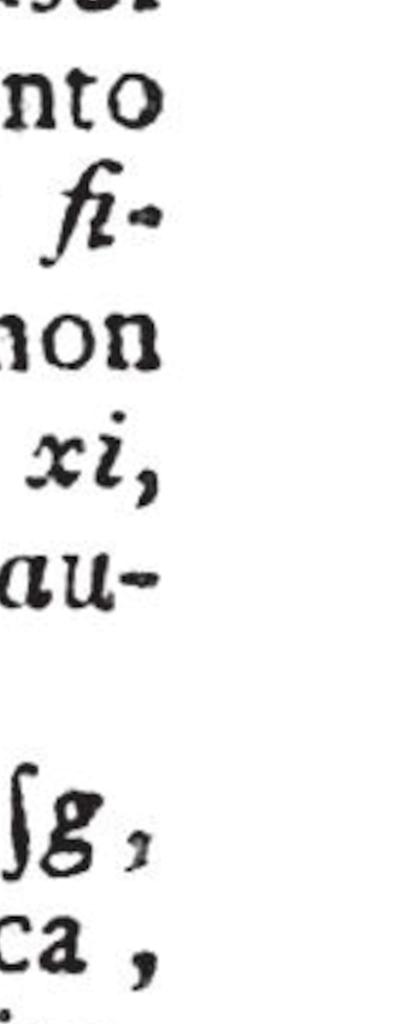 nto
fi-
non
xi,
au-
ſg,
ca ,